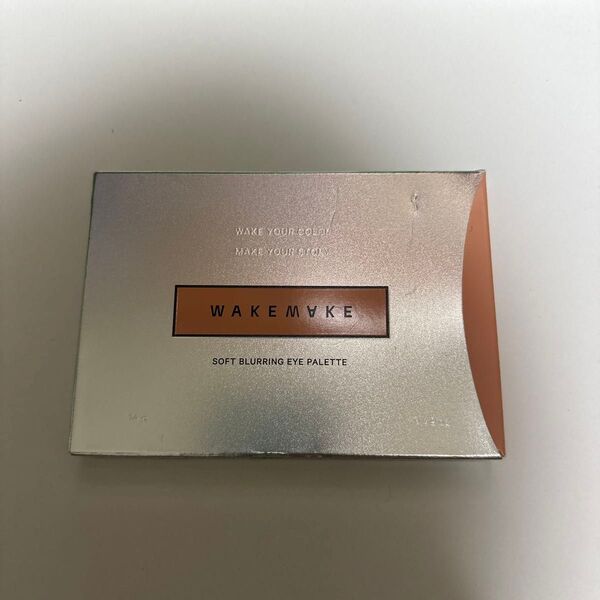 WAKE YOUR COLOR
MAKE YOUR STORY
WAKEMAKE
SOFT BLURRING EYE PALETTE